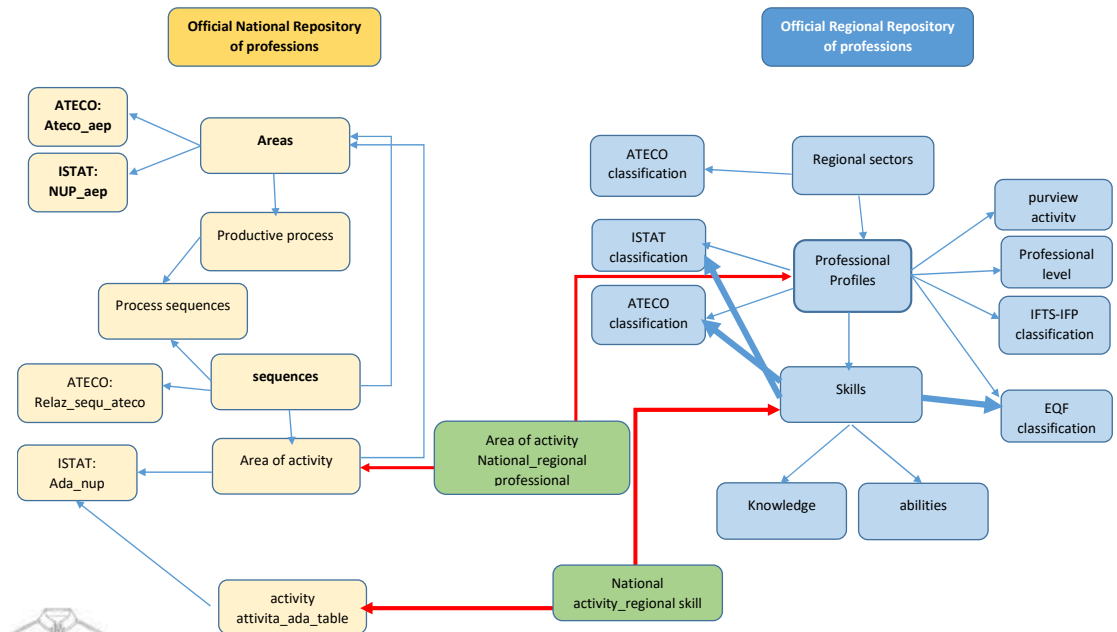 Official National Repository
of professions
Official Regional Repository
of professions
ATECO:
Ateco_aep
ISTAT:
NUP_aep
Areas
Productive process
Process sequences
ATECO:
Relaz_sequ_ateco
sequences
ISTAT:
Ada_nup
Area of activity
activity
attivita_ada_table
Area of activity
National_regional
professional
National
activity_regional skill
ATECO
classification
Regional sectors
ISTAT
classification
ATECO
classification
Professional
Profiles
purview
activity
Professional
level
IFTS-IFP
classification
Skills
EQF
classification
Knowledge
abilities